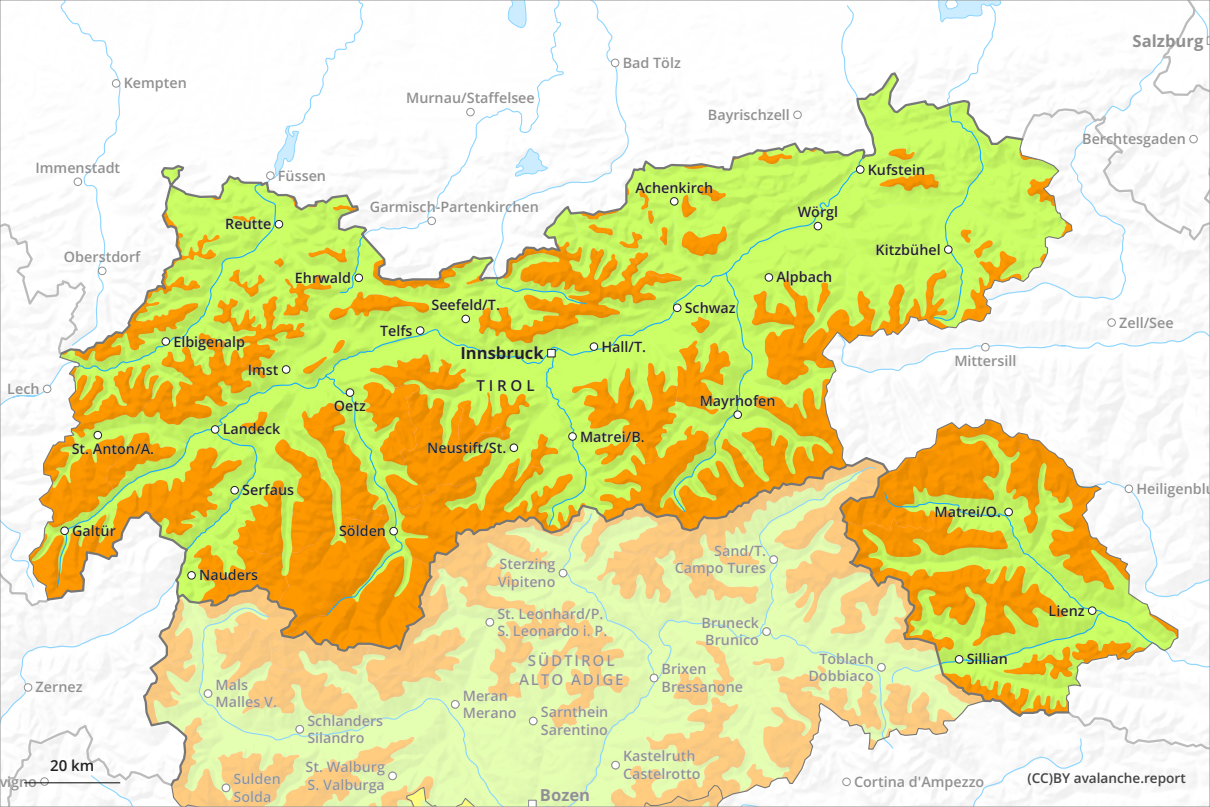 Salzburg
Bad Tölz
Kempten
Murnau/Staffelsee
Bayrischzell
Berchtesgaden
Immenstadt
Füssen
Kufstein
Achenkirch
Garmisch-Partenkirchen
Wörgl
Reutte
Kitzbühel
Oberstdorf
Ehrwald
Alpbach
Seefeld/T.
Schwaz
Telfs
Zell/See
Elbigenalp
Innsbruck
Hall/T.
Mittersill
Imst
TIROL
Lech
Oetz
Mayrhofen
Landeck
Matrei/B.
St. Anton/A.
Neustift/St.
Serfaus
Heiligenblu
Matrei/O.
Galtür
Sölden
Sand/T.
Campo Tures
Sterzing
Vipiteno
Nauders
Lienz
St. Leonhard/P.
S. Leonardo i. P.
Bruneck
Brunico
SÜDTIROL
ALTO ADIGE
Sillian
Toblach
Dobbiaco
Brixen
Bressanone
Zernez
Mals
Malles V.
Meran
Merano
Sarnthein
Sarentino
Schlanders
Silandro
Kastelruth
Castelrotto
20 km
St. Walburg
S. Valburga
vigno
Sulden
Solda
Cortina d'Ampezzo
(CC)BY avalanche.report
Bozen